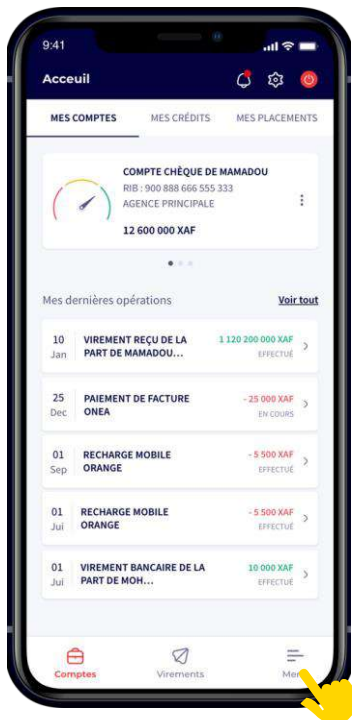 9:41
Acceuil
MES COMPTES MES CRÉDITS MES PLACEMENTS
COMPTE CHÈQUE DE MAMADOU
RIB : 900 888 666 555 333
AGENCE PRINCIPALE
12 600 000 XAF
Mes dernières opérations Voir tout
10 VIREMENT REÇU DE LA 1 120 200 000 XAF
Jan PART DE MAMADOU... EFFECTUÉ
25 PAIEMENT DE FACTURE - 25 000 XAF
Dec ONEA EN COURS
01 RECHARGE MOBILE - 5 500 XAF
Sep ORANGE EFFECTUÉ
01 RECHARGE MOBILE - 5 500 XAF
Jui ORANGE EFFECTUÉ
01 VIREMENT BANCAIRE DE LA 10 000 XAF
Jui PART DE MOH... EFFECTUÉ
Comptes Virements